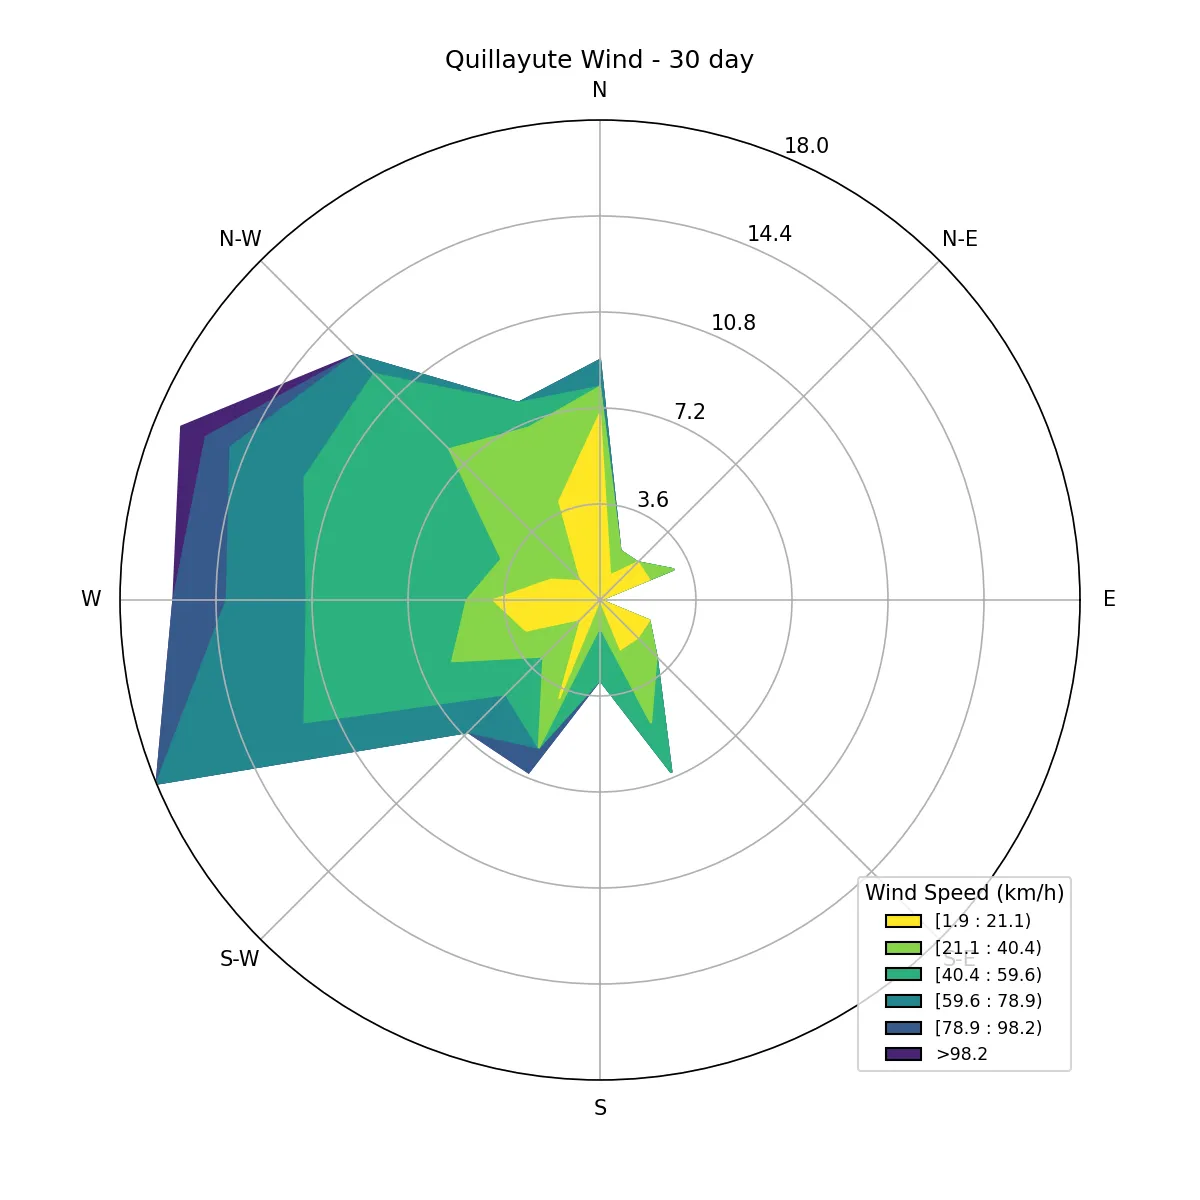 Quillayute Wind - 30 day
N
18.0
14.4
N-W
N-E
10.8
7.2
3.6
W
E
Wind Speed (km/h)
[1.9 : 21.1)
[21.1 : 40.4)
S-W
S-E
[40.4 : 59.6)
[59.6 : 78.9)
[78.9 : 98.2)
>98.2
S